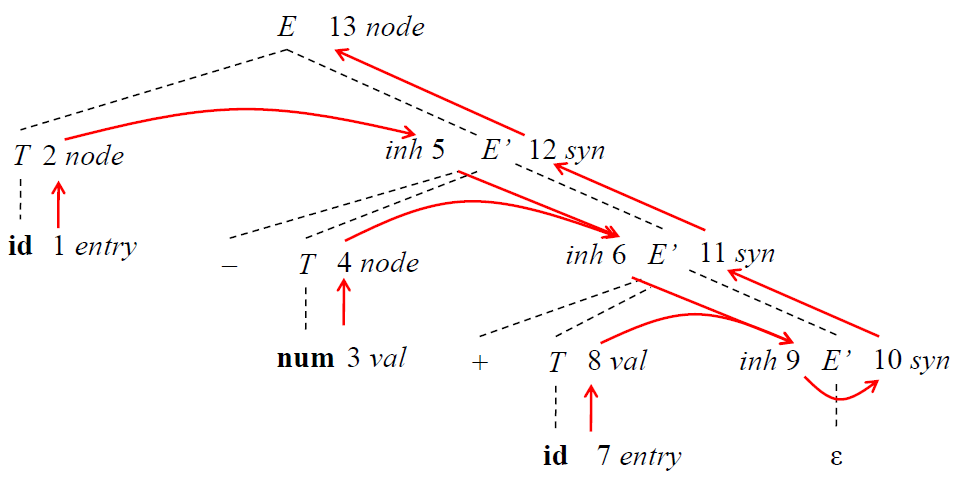 E 13 node
T 2 node inh 5 E’ 12 syn
id 1 entry – T 4 node inh 6 E’ 11 syn
num 3 val + T 8 val inh 9 E’ 10 syn
id 7 entry ε